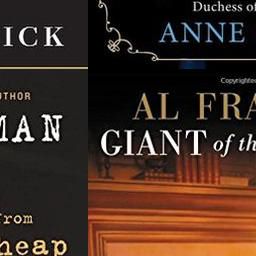 ICK
AUTHOR
MAN
from
heap
Duchess of
ANNE
Copyrighted
AL FRA
GIANT of the